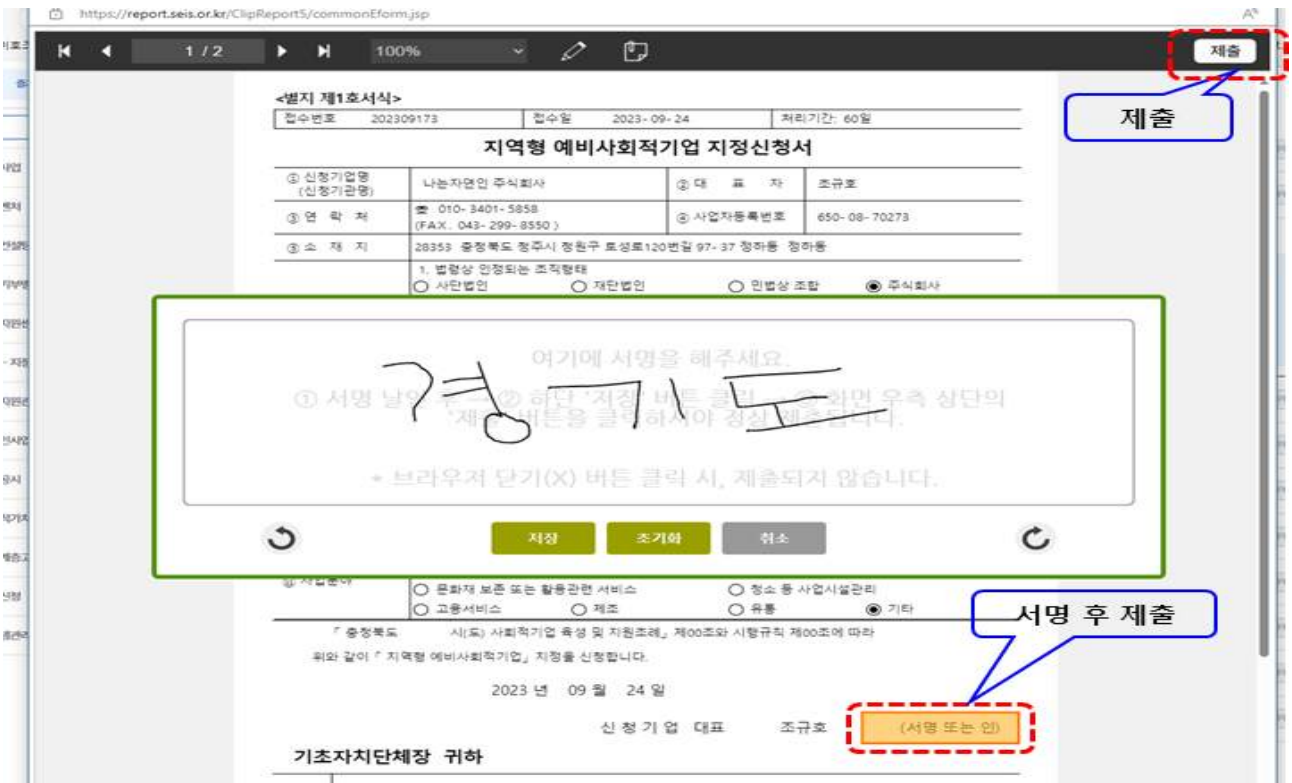 https://report.seis.or.kr/ClipReport5/commonEform.jsp
1 / 2
100%
제출
제출
<별지 제1호서식>
접수번호 202309173 접수일 2023-09-24 처리기간: 60일
지역형 예비사회적기업 지정신청서
① 신청기업명 (신청기관명) 나는자연인 주식회사 ② 대 표 자 조규호
③ 연 락 처 ☎ 010-3401-5858 (FAX. 043-299-8550) ④ 사업자등록번호 650-08-70273
③ 소 재 지 28353 충청북도 청주시 청원구 토성로120번길 97-37 정하동 정하동
1. 법령상 인정되는 조직형태
사단법인 재단법인 민법상 조합 주식회사
여기에 서명을 해주세요.
① 서명 날인 후 → ② 하단 '저장' 버튼 클릭 화면 우측 상단의
'제출' 버튼을 클릭하셔야 정상 제출됩니다.
* 브라우저 닫기(X) 버튼 클릭 시, 제출되지 않습니다.
경기도
저장 초기화 취소
사업분야
문화재 보존 또는 활용관련 서비스 청소 등 사업시설관리
고용서비스 제조 유통 기타
서명 후 제출
「 충청북도 시(도) 사회적기업 육성 및 지원조례」 제00조와 시행규칙 제00조에 따라
위와 같이 「 지역형 예비사회적기업」 지정을 신청합니다.
2023 년 09 월 24 일
신 청 기 업 대표 조규호 (서명 또는 인)
기초자치단체장 귀하